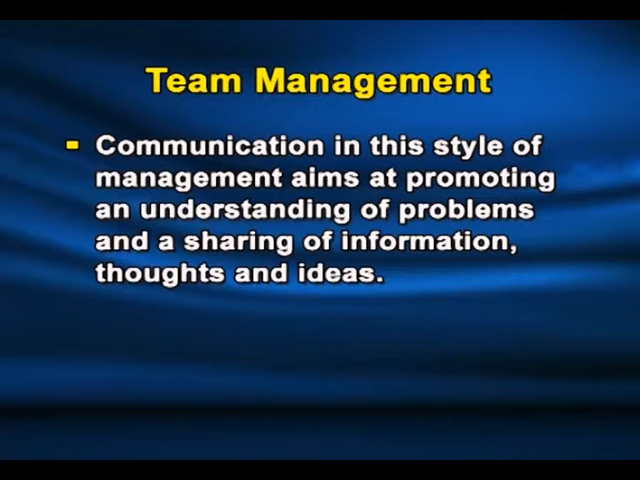 Team Management
Communication in this style of
management aims at promoting
an understanding of problems
and a sharing of information,
thoughts and ideas.